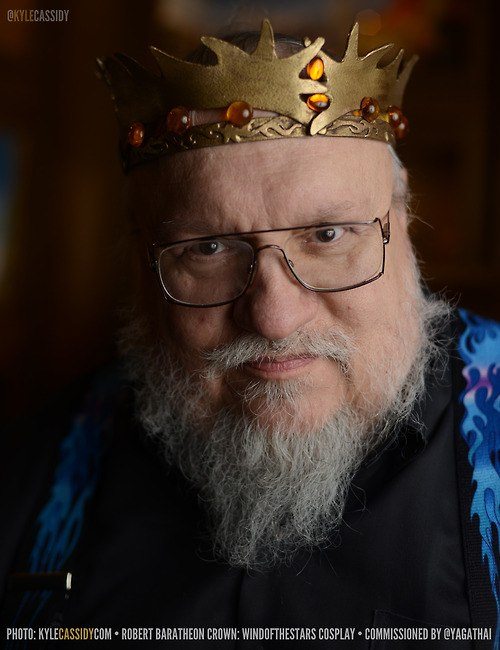 @KYLECASSIDY
PHOTO: KYLECASSIDYCOM • ROBERT BARATHEON CROWN: WINDOFTHESTARS COSPLAY • COMMISSIONED BY @YAGATHAI